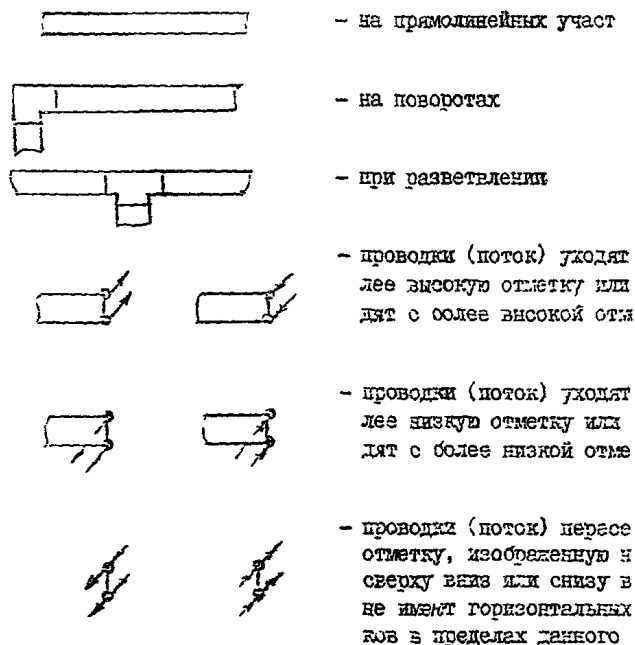 - на прямолинейных участ
- на поворотах
- при разветвлении
- проводки (поток) уходят
лее высокую отметку или
дят с более высокой отм
- проводки (поток) уходят
лее низкую отметку или
дят с более низкой отме
- проводки (поток) пересе
отметку, изображенную н
сверху вниз или снизу в
не имеют горизонтальных
ков в пределах данного